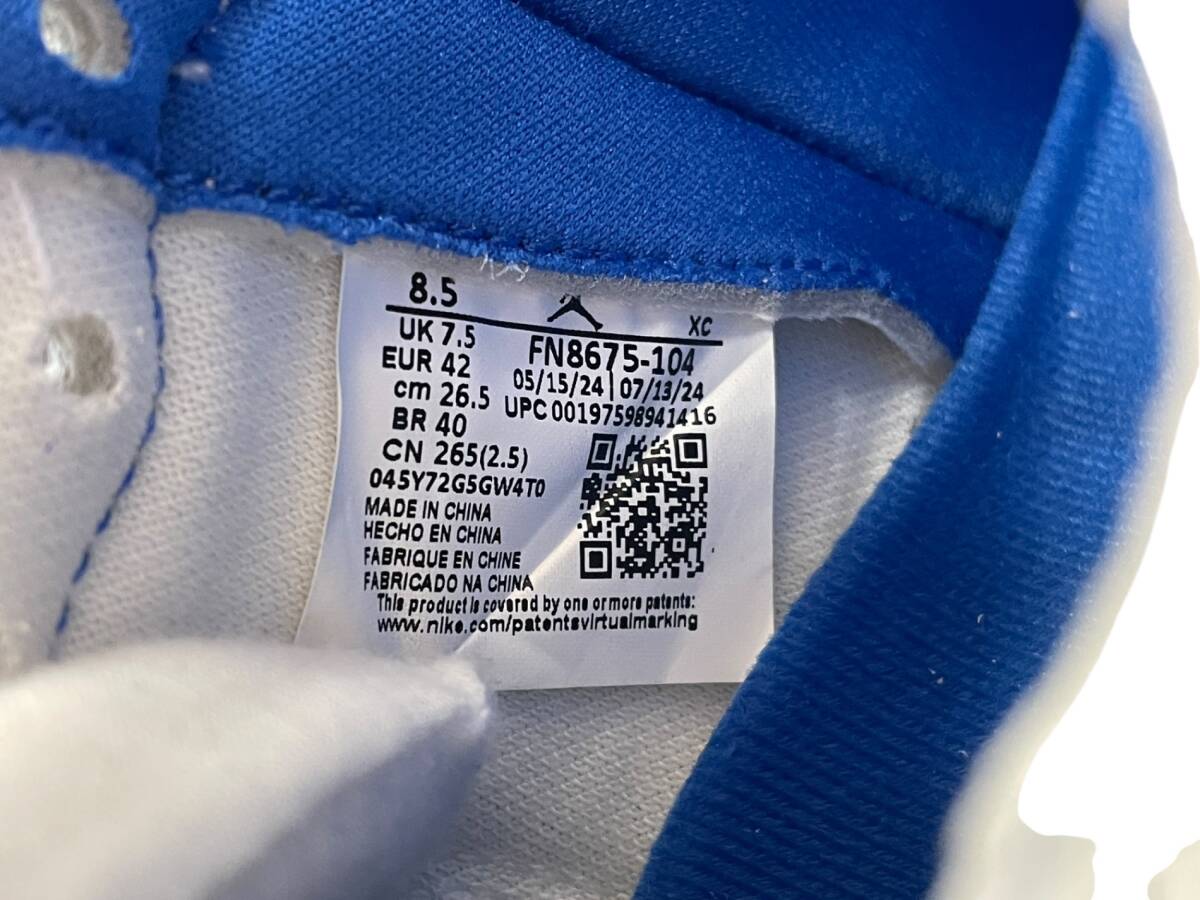 8.5 XC
UK 7.5 FN8675-104
EUR 42 05/15/24 | 07/13/24
cm 26.5 UPC 00197598941416
BR 40
CN 265(2.5)
045Y72G5GW4T0
MADE IN CHINA
HECHO EN CHINA
FABRIQUE EN CHINE
FABRICADO NA CHINA
This product is covered by one or more patents:
www.nike.com/patentsvirtualmarking